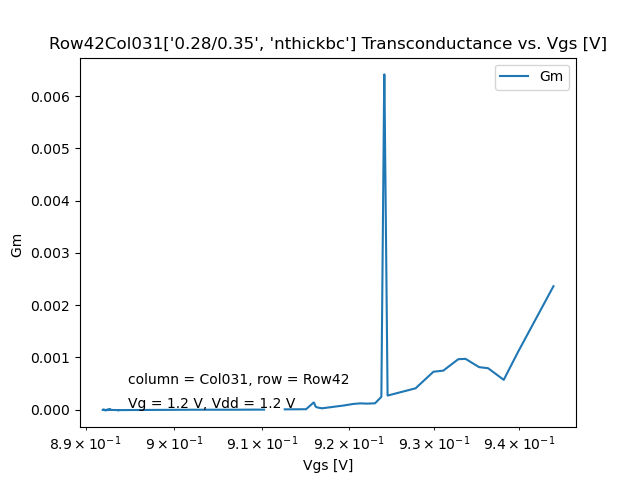 Row42Col031['0.28/0.35', 'nthickbc'] Transconductance vs. Vgs [V]
Gm
0.006
0.005
0.004
0.003
0.002
0.001
0.000
Gm
column = Col031, row = Row42
Vg = 1.2 V, Vdd = 1.2 V
8.9 × 10⁻¹ 9 × 10⁻¹ 9.1 × 10⁻¹ 9.2 × 10⁻¹ 9.3 × 10⁻¹ 9.4 × 10⁻¹
Vgs [V]